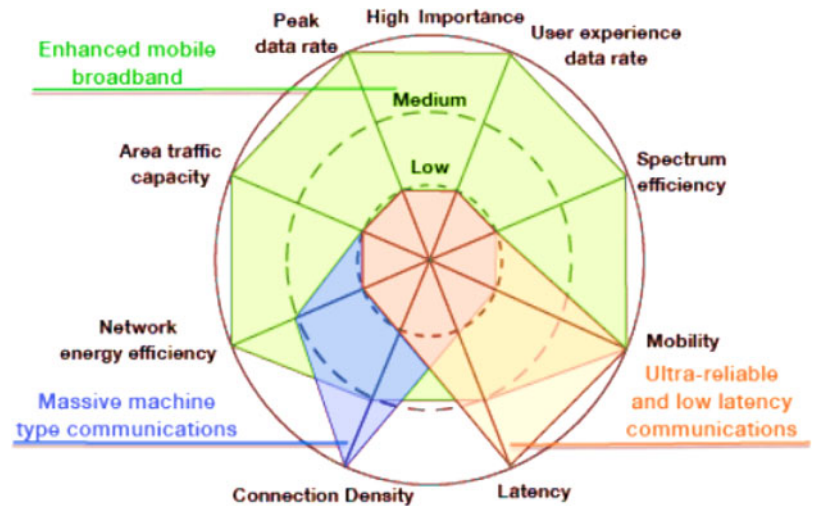 High Importance
Peak
data rate
User experience
data rate
Enhanced mobile
broadband
Medium
Area traffic
capacity
Low
Spectrum
efficiency
Network
energy efficiency
Mobility
Massive machine
type communications
Ultra-reliable
and low latency
communications
Connection Density
Latency